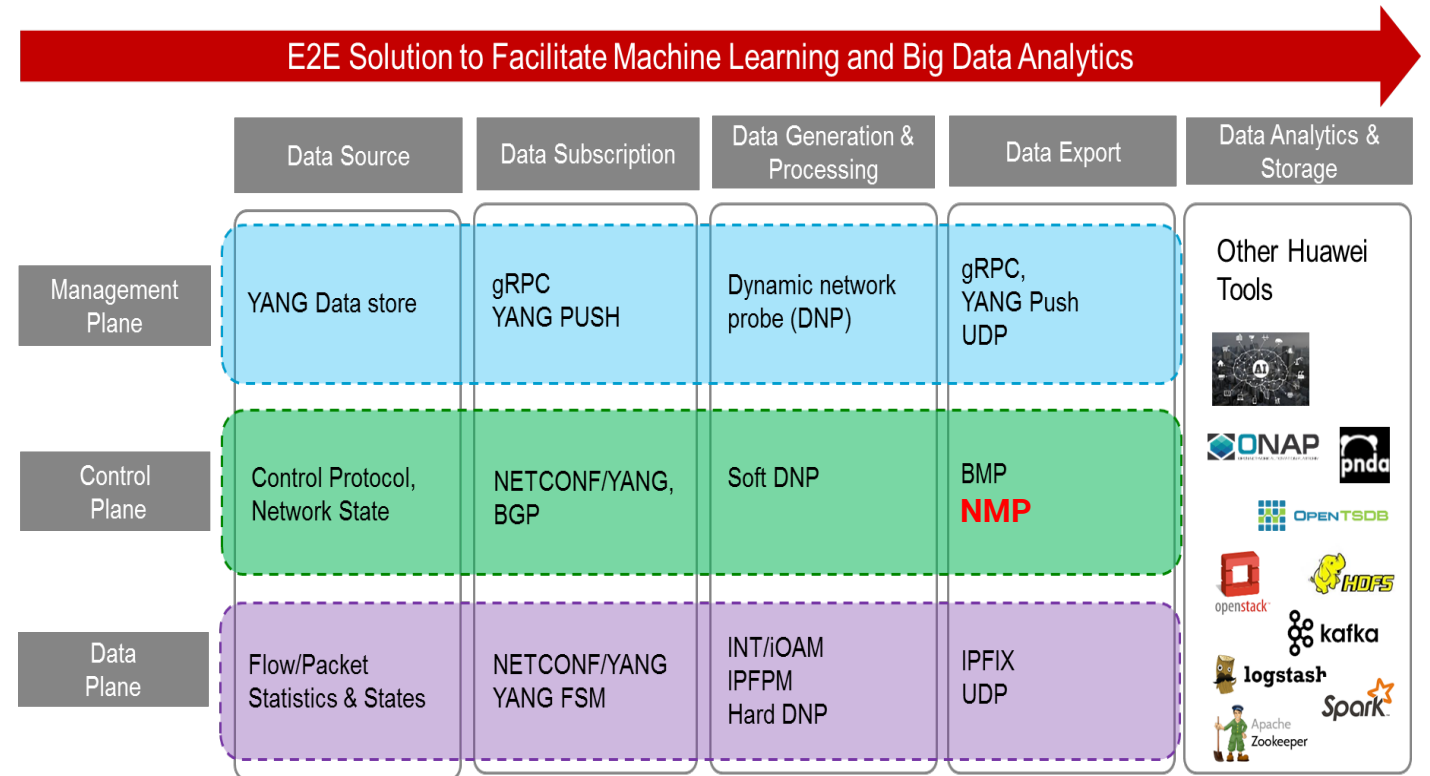 E2E Solution to Facilitate Machine Learning and Big Data Analytics
Data Source
Data Subscription
Data Generation &
Processing
Data Export
Data Analytics &
Storage
Management
Plane
YANG Data store
gRPC
YANG PUSH
Dynamic network
probe (DNP)
gRPC,
YANG Push
UDP
Other Huawei
Tools
AI
ONAP
pnda
OPENTSDB
Control
Plane
Control Protocol,
Network State
NETCONF/YANG,
BGP
Soft DNP
BMP
NMP
openstack
HDFS
kafka
logstash
Spark
Apache
Zookeeper
Data
Plane
Flow/Packet
Statistics & States
NETCONF/YANG
YANG FSM
INT/iOAM
IPFPM
Hard DNP
IPFIX
UDP